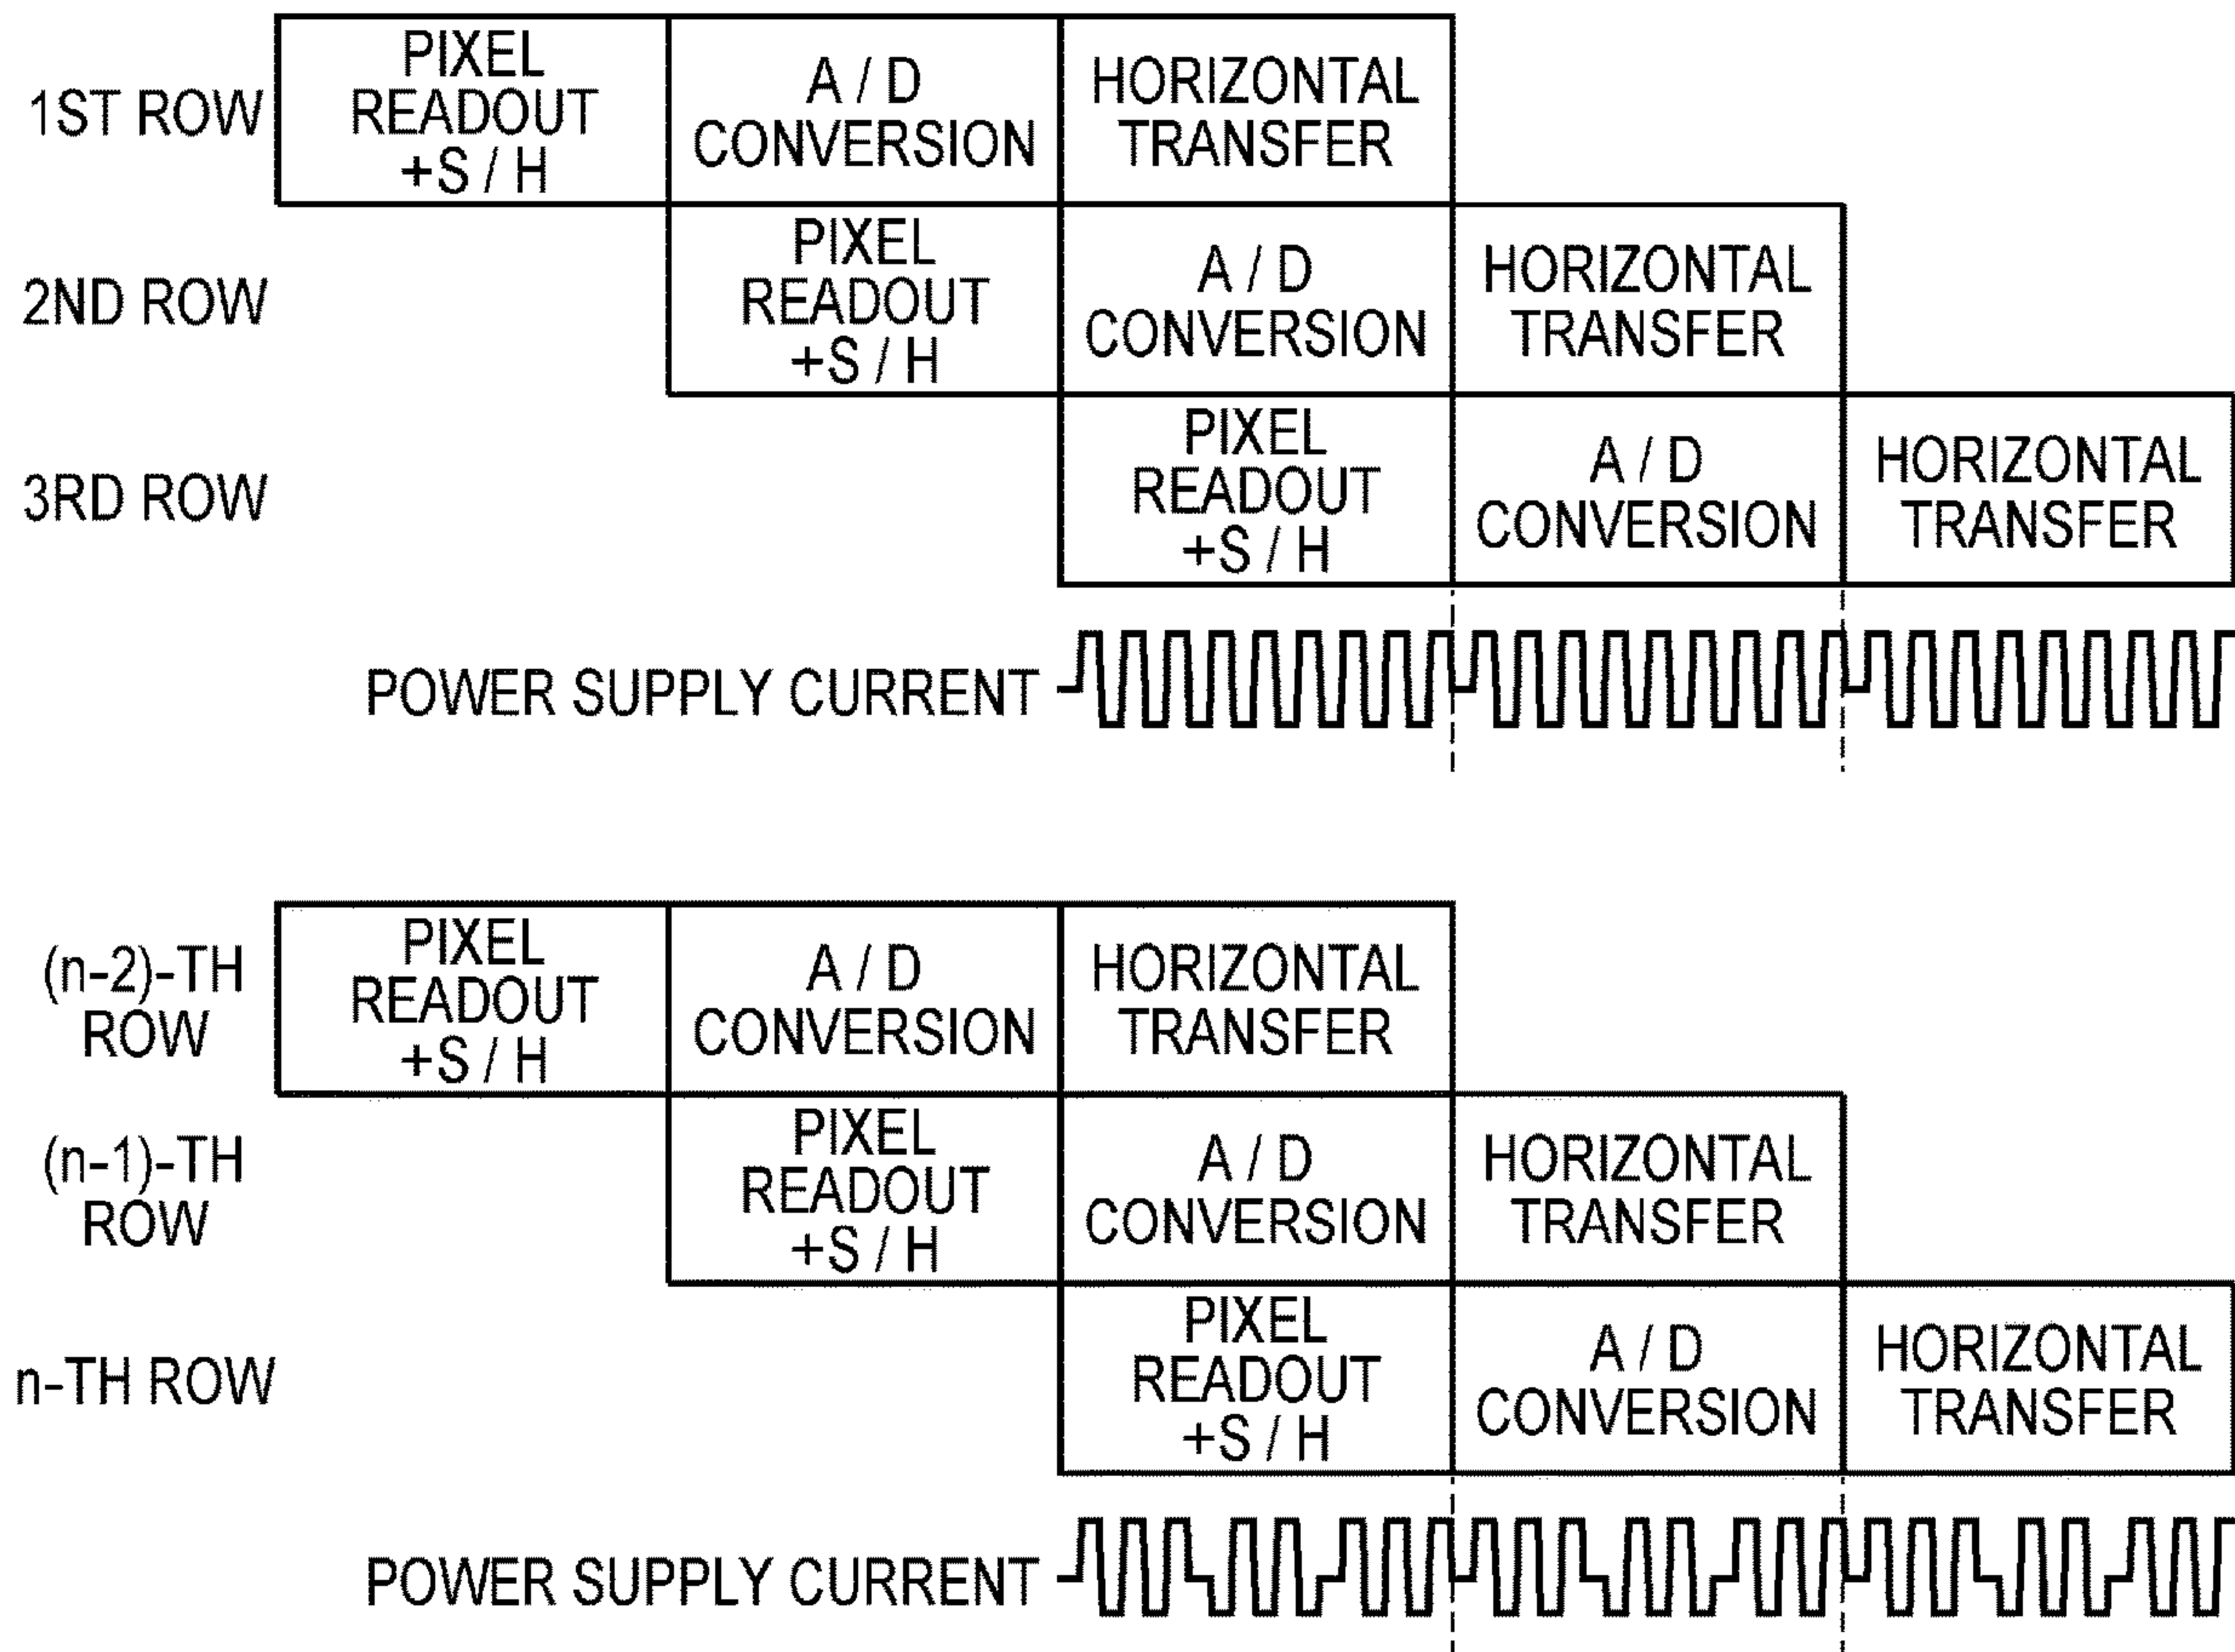 1ST ROW
PIXEL
READOUT
+S / H
A / D
CONVERSION
HORIZONTAL
TRANSFER
2ND ROW
PIXEL
READOUT
+S / H
A / D
CONVERSION
HORIZONTAL
TRANSFER
3RD ROW
PIXEL
READOUT
+S / H
A / D
CONVERSION
HORIZONTAL
TRANSFER
POWER SUPPLY CURRENT
(n-2)-TH
ROW
PIXEL
READOUT
+S / H
A / D
CONVERSION
HORIZONTAL
TRANSFER
(n-1)-TH
ROW
PIXEL
READOUT
+S / H
A / D
CONVERSION
HORIZONTAL
TRANSFER
n-TH ROW
PIXEL
READOUT
+S / H
A / D
CONVERSION
HORIZONTAL
TRANSFER
POWER SUPPLY CURRENT